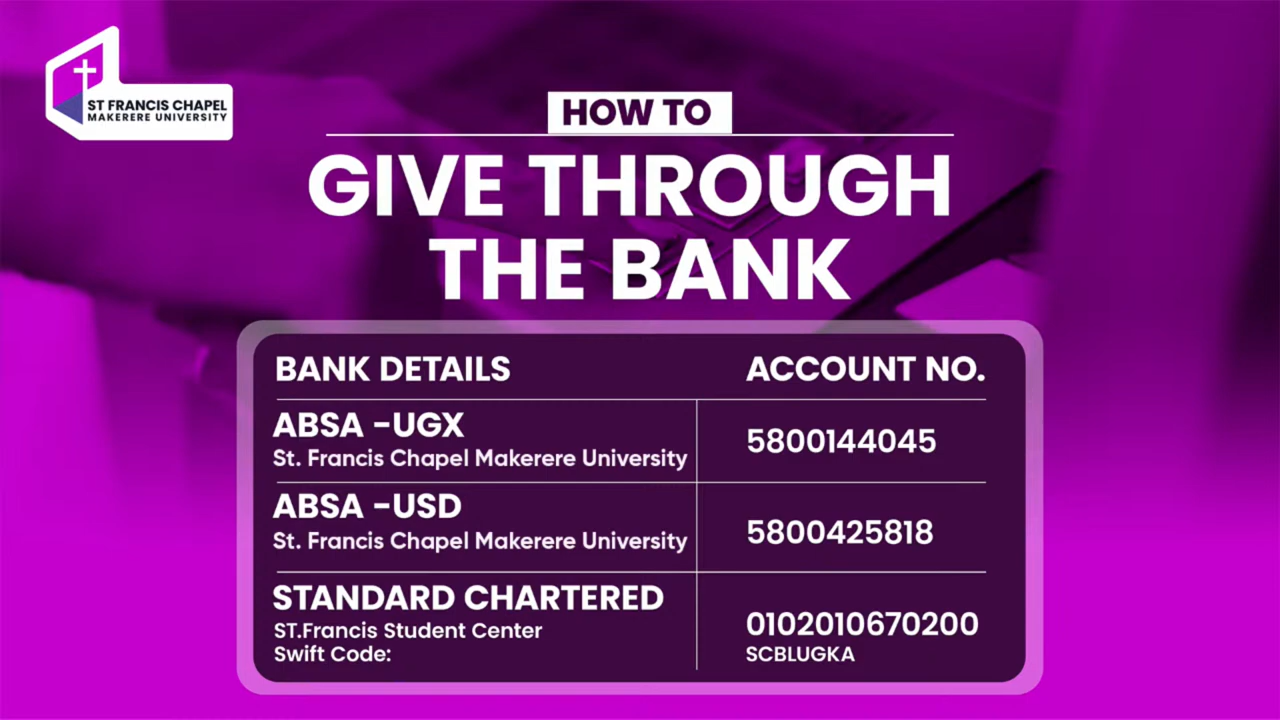 ST FRANCIS CHAPEL
MAKERERE UNIVERSITY
HOW TO
GIVE THROUGH
THE BANK
BANK DETAILS
ACCOUNT NO.
ABSA -UGX
St. Francis Chapel Makerere University
5800144045
ABSA -USD
St. Francis Chapel Makerere University
5800425818
STANDARD CHARTERED
ST.Francis Student Center
0102010670200
Swift Code:
SCBLUGKA